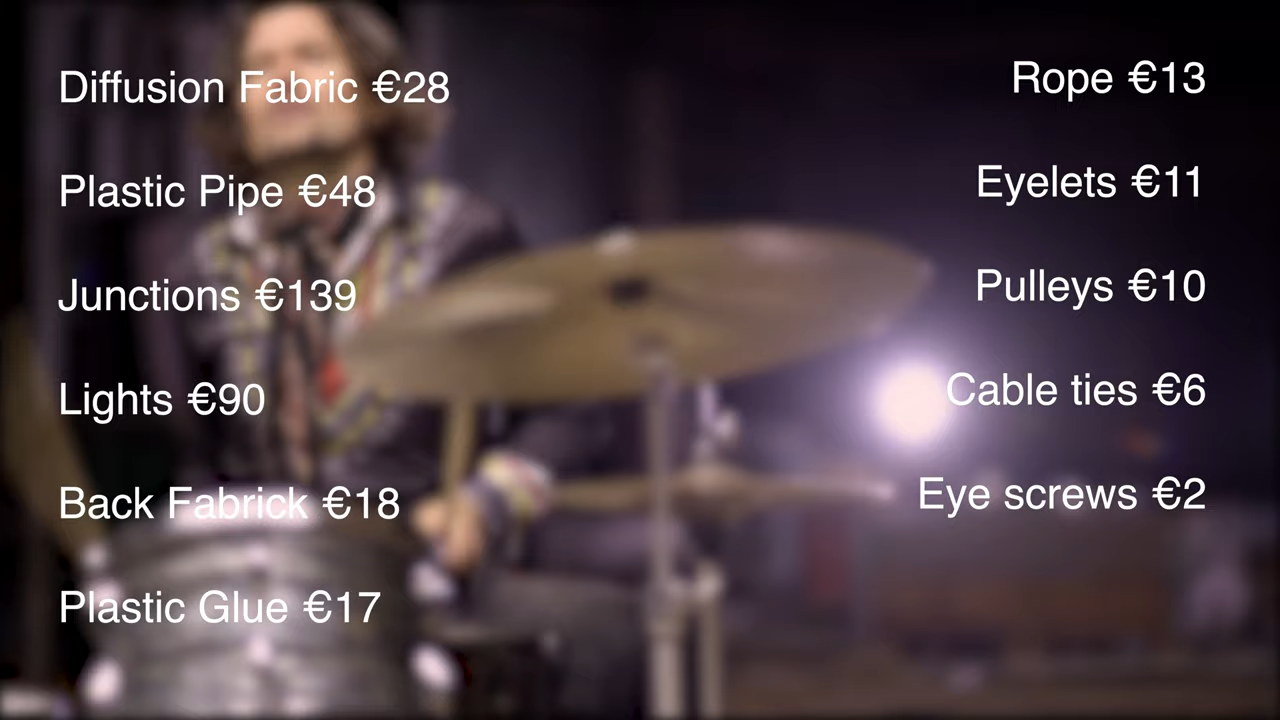 Diffusion Fabric €28
Plastic Pipe €48
Junctions €139
Lights €90
Back Fabrick €18
Plastic Glue €17
Rope €13
Eyelets €11
Pulleys €10
Cable ties €6
Eye screws €2